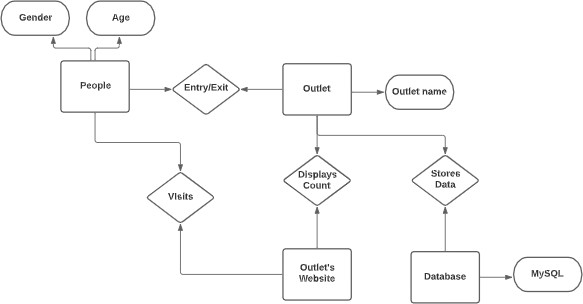 Gender
Age
People
Entry/Exit
Outlet
Outlet name
Displays
Count
Stores
Data
VIsits
Outlet's
Website
Database
MySQL